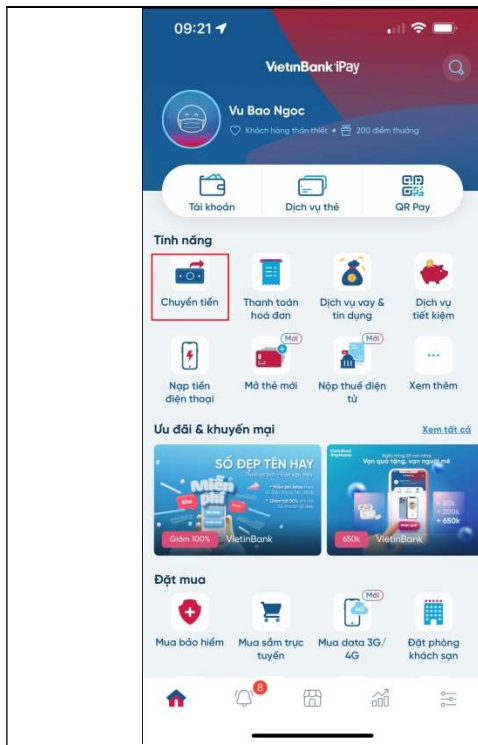 09:21
VietinBank iPay
Vu Bao Ngoc
Khách hàng thân thiết • 200 điểm thưởng
Tài khoản
Dịch vụ thẻ
QR Pay
Tính năng
Chuyển tiền
Thanh toán hoá đơn
Dịch vụ vay & tín dụng
Dịch vụ tiết kiệm
Mới
Mới
Nạp tiền điện thoại
Mở thẻ mới
Nộp thuế điện tử
Xem thêm
Ưu đãi & khuyến mại
Xem tất cả
SỐ ĐẸP TÊN HAY
Miễn phí
Giảm 100%
VietinBank
Vạn quà tặng, vạn người mê
50k
200k
650k
650k
VietinBank
Đặt mua
Mới
4G
Mua bảo hiểm
Mua sắm trực tuyến
Mua data 3G/ 4G
Đặt phòng khách sạn
8